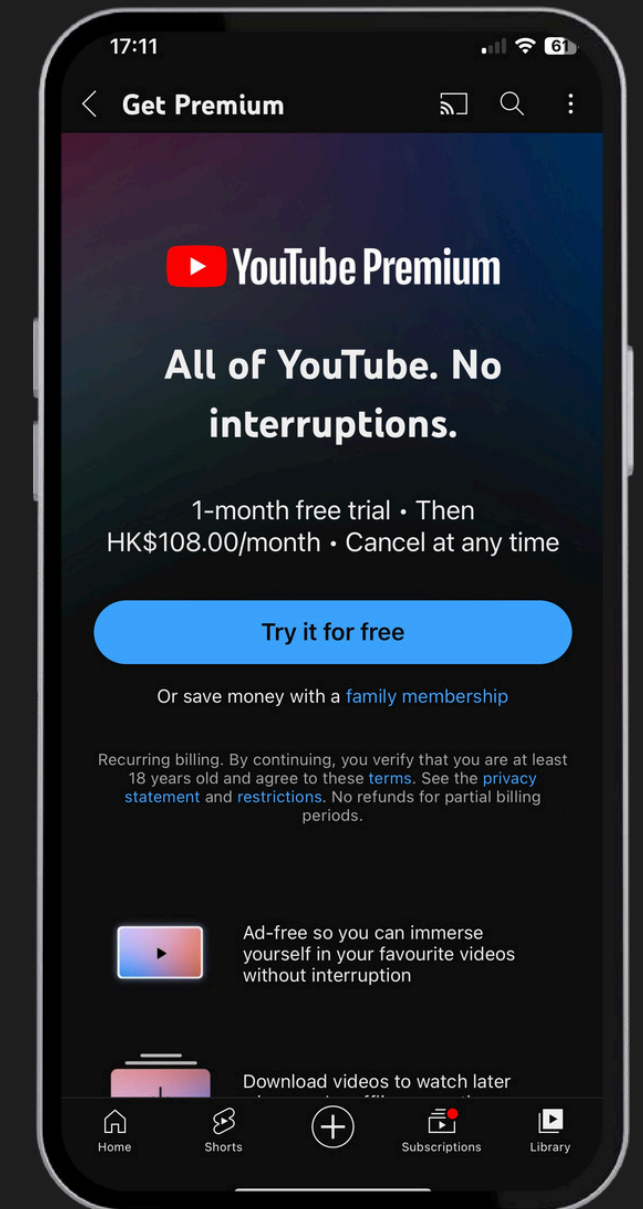 17:11
61
Get Premium
YouTube Premium
All of YouTube. No
interruptions.
1-month free trial • Then
HK$108.00/month • Cancel at any time
Try it for free
Or save money with a family membership
Recurring billing. By continuing, you verify that you are at least
18 years old and agree to these terms. See the privacy
statement and restrictions. No refunds for partial billing
periods.
Ad-free so you can immerse
yourself in your favourite videos
without interruption
Download videos to watch later
Home
Shorts
Subscriptions
Library